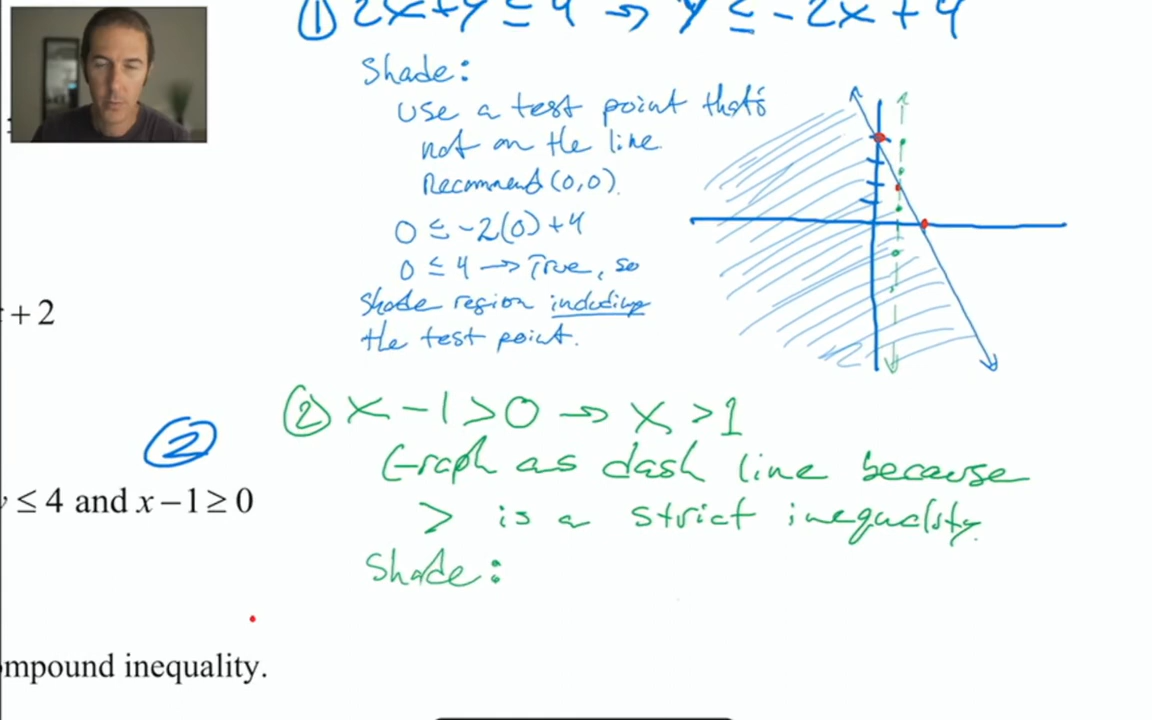 ① 2x+y ≤ 4 → y ≤ -2x + 4
Shade:
use a test point that's
not on the line.
Recommend (0,0).
0 ≤ -2(0)+4
0 ≤ 4 → True, so
shade region including
the test point.
+ 2
② x - 1 > 0 → x > 1
②
Graph as dash line because
≤ 4 and x − 1 ≥ 0
> is a strict inequality.
Shade:
mpound inequality.